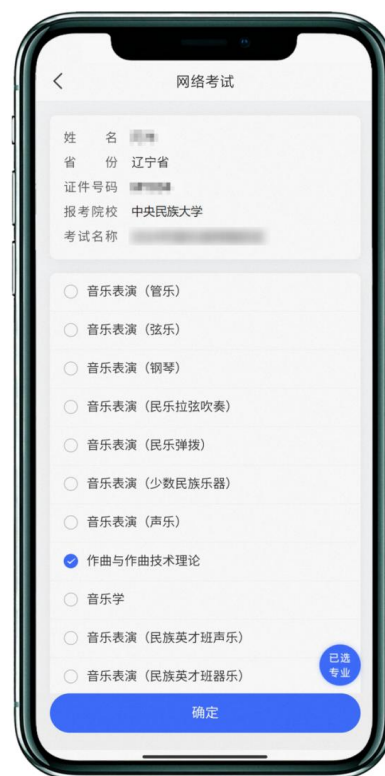 网络考试
姓 名
省 份 辽宁省
证件号码
报考院校 中央民族大学
考试名称
音乐表演（管乐）
音乐表演（弦乐）
音乐表演（钢琴）
音乐表演（民乐拉弦吹奏）
音乐表演（民乐弹拨）
音乐表演（少数民族乐器）
音乐表演（声乐）
作曲与作曲技术理论
音乐学
音乐表演（民族英才班声乐）
音乐表演（民族英才班器乐）
已选
专业
确定